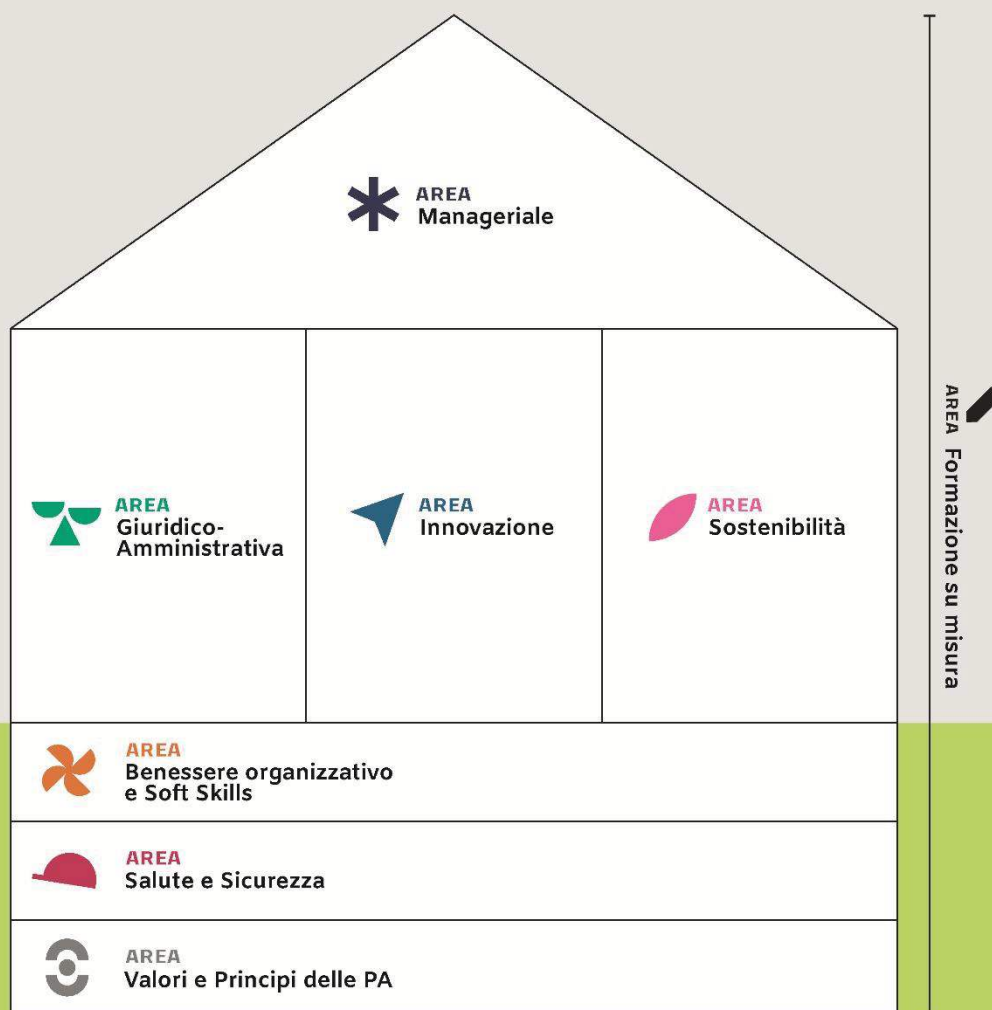 AREA
Manageriale
AREA
Giuridico-
Amministrativa
AREA
Innovazione
AREA
Sostenibilità
AREA Formazione su misura
AREA
Benessere organizzativo
e Soft Skills
AREA
Salute e Sicurezza
AREA
Valori e Principi delle PA